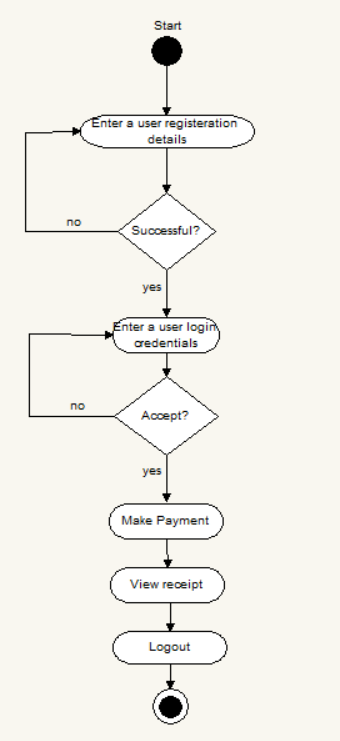 Start
Enter a user registeration
details
no
Successful?
yes
Enter a user login
credentials
no
Accept?
yes
Make Payment
View receipt
Logout